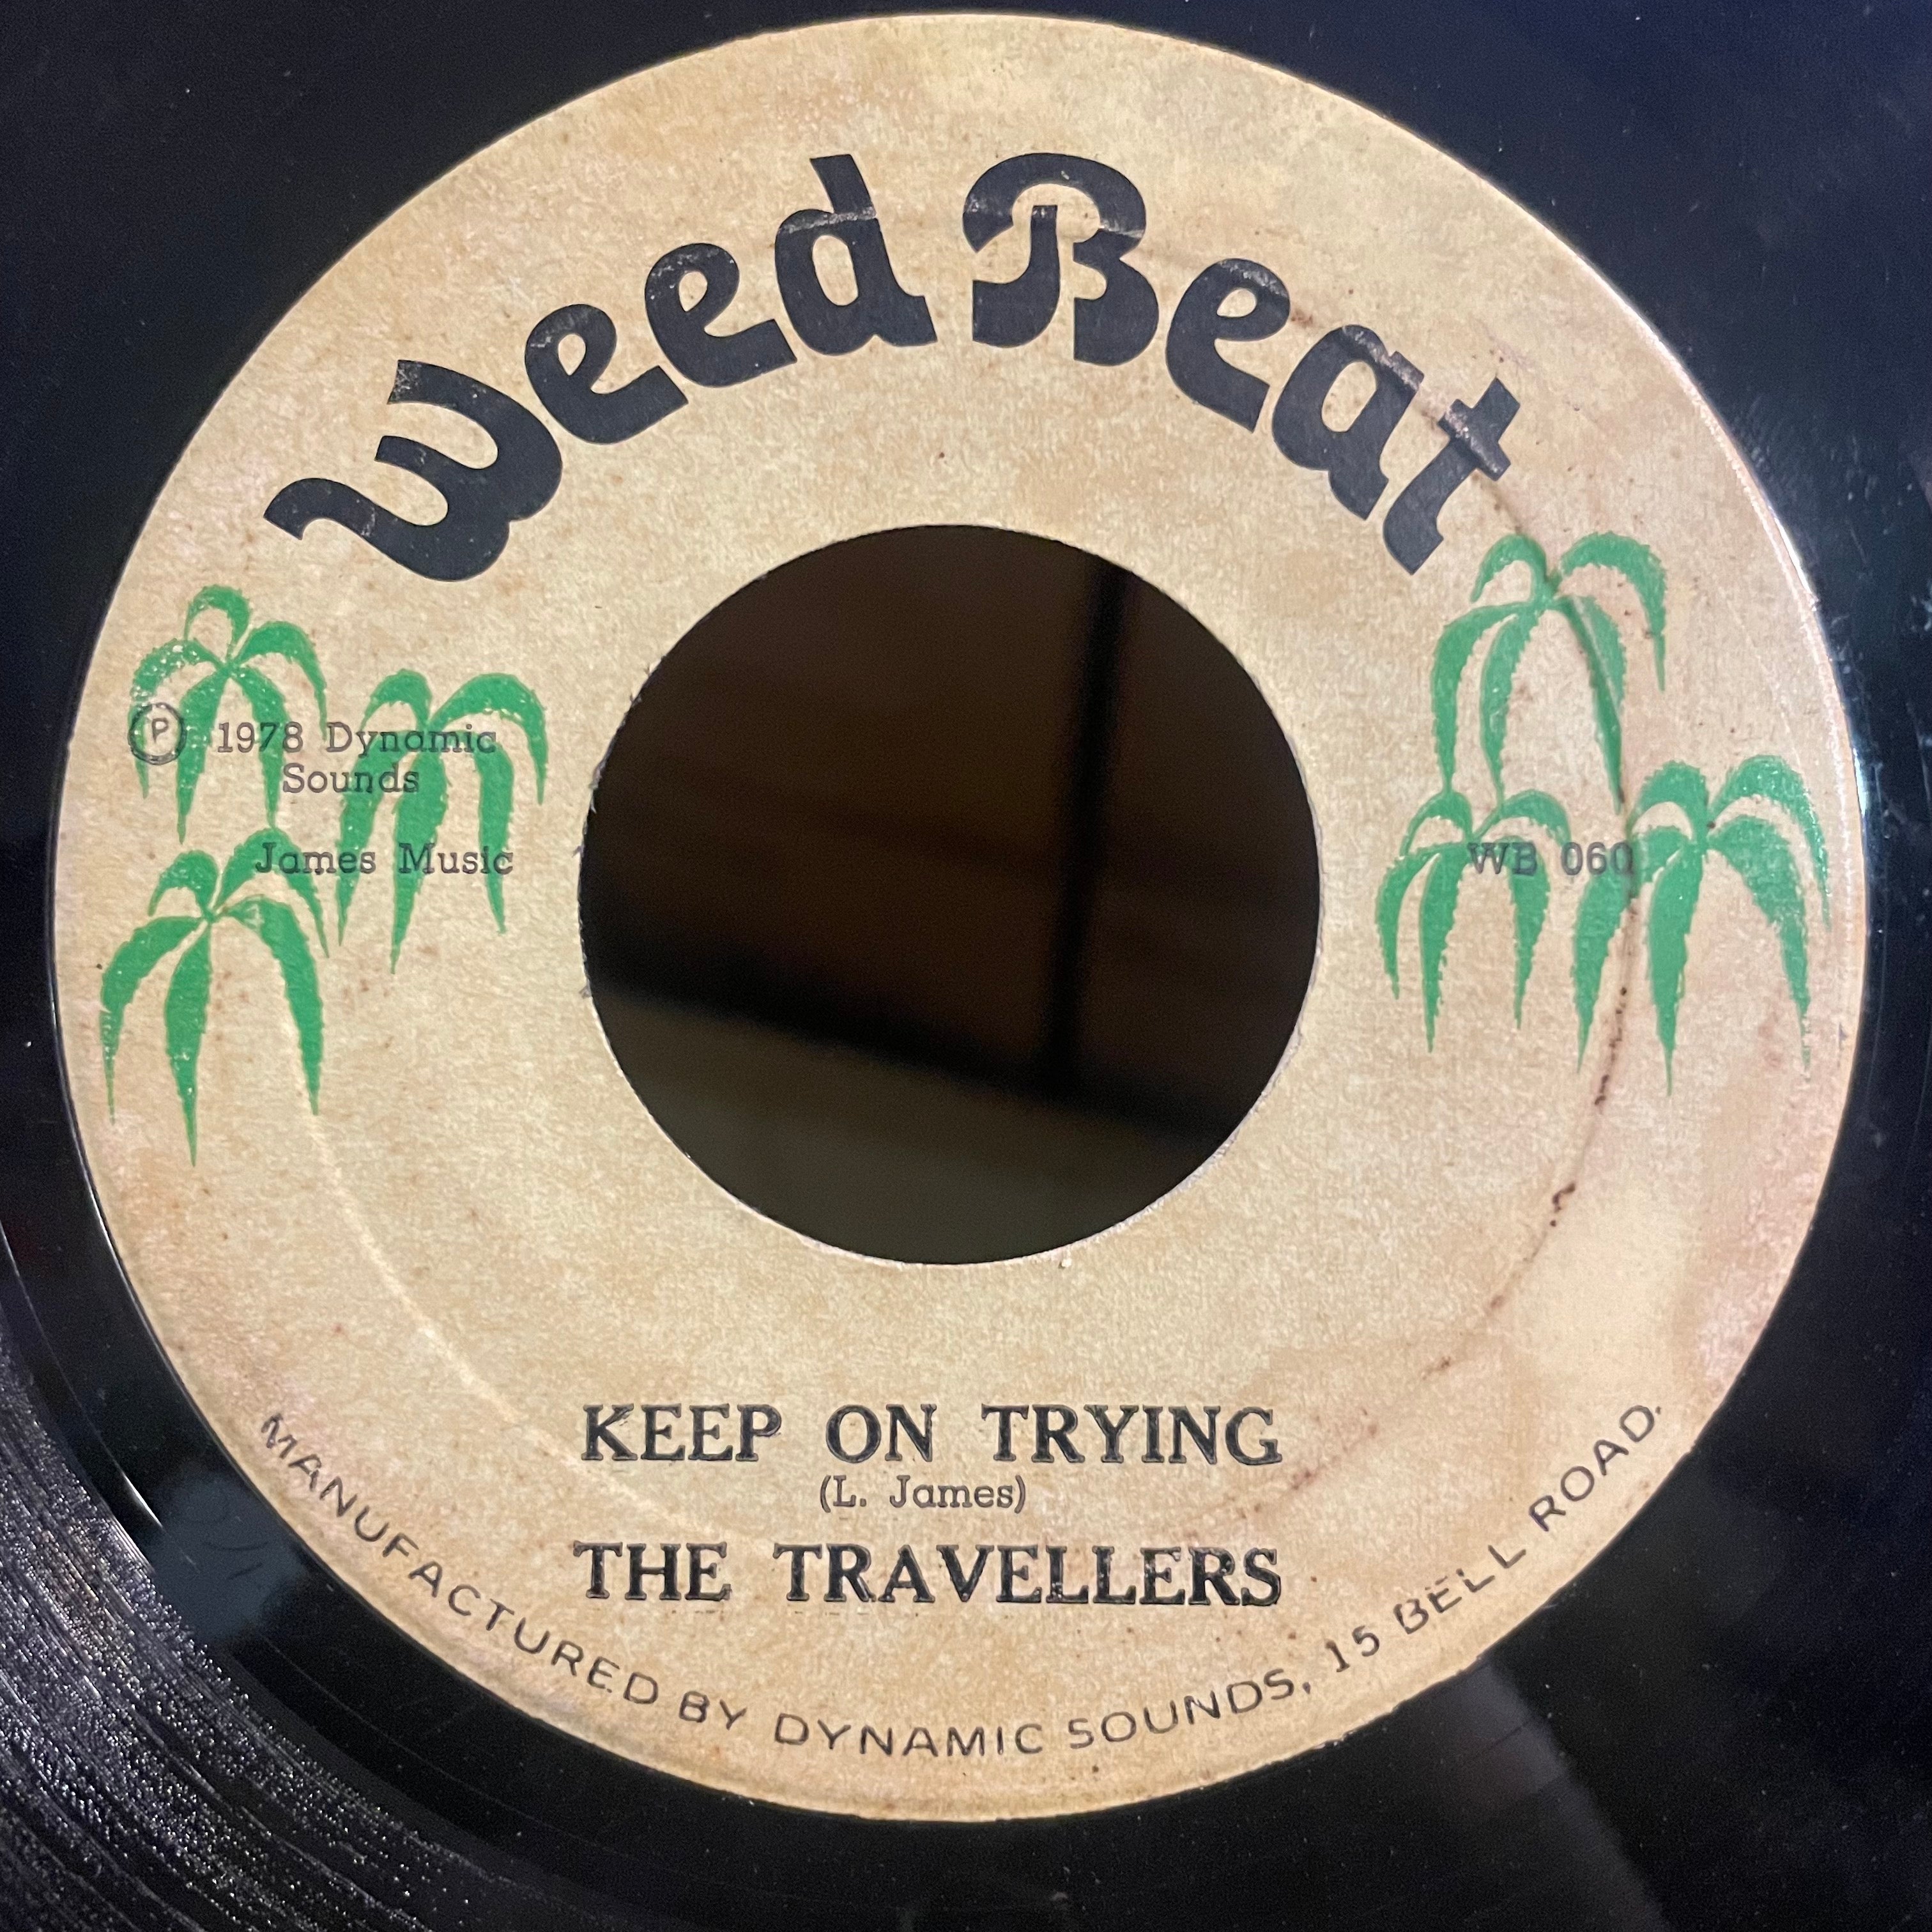 Weed Beat
℗ 1978 Dynamic
Sounds
James Music
WB 060
KEEP ON TRYING
(L. James)
THE TRAVELLERS
MANUFACTURED BY DYNAMIC SOUNDS, 15 BELL ROAD.